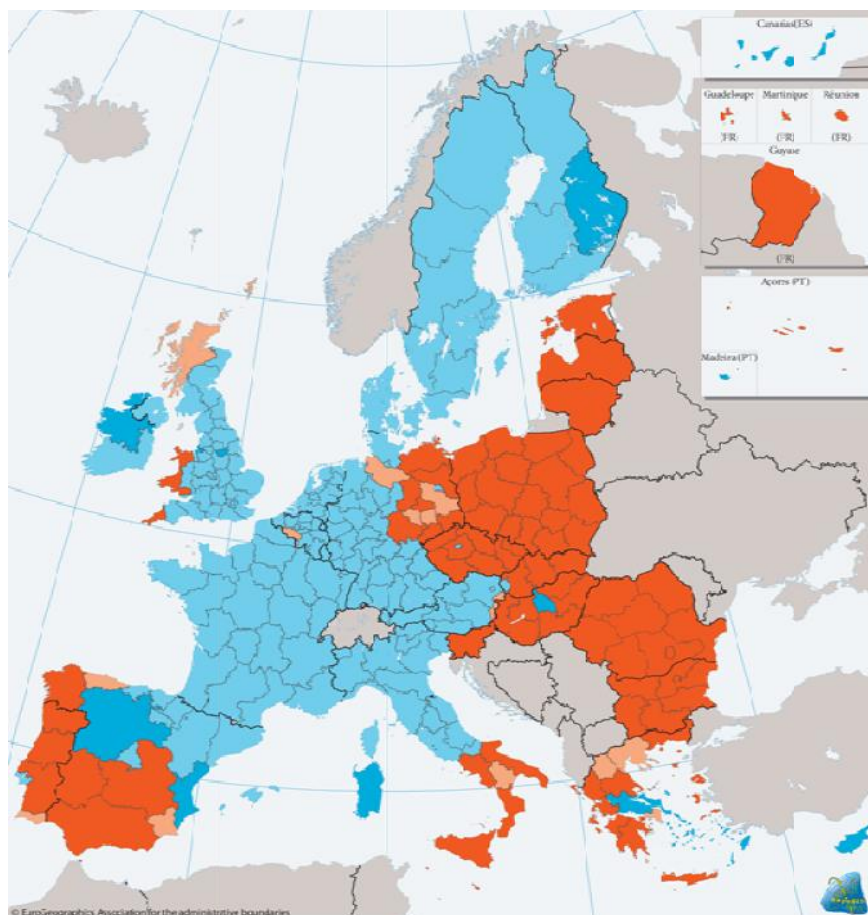 Canarias(ES)
Guadeloupe Martinique Réunion
(FR) (FR) (FR)
Guyane
(FR)
Açores (PT)
Madeira (PT)
© EuroGeographics Association for the administrative boundaries